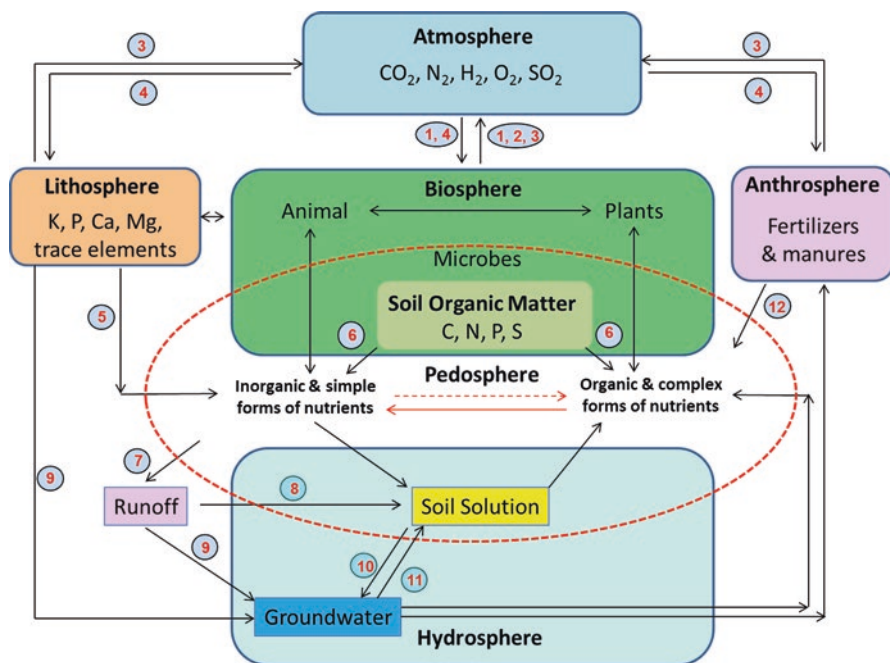 Atmosphere
CO₂, N₂, H₂, O₂, SO₂
3
3
4
4
1, 4
1, 2, 3
Lithosphere
K, P, Ca, Mg,
trace elements
Biosphere
Animal
Plants
Microbes
Anthrosphere
Fertilizers
& manures
Soil Organic Matter
C, N, P, S
5
6
6
12
Pedosphere
Inorganic & simple
forms of nutrients
Organic & complex
forms of nutrients
7
9
Runoff
8
Soil Solution
9
10
11
Groundwater
Hydrosphere